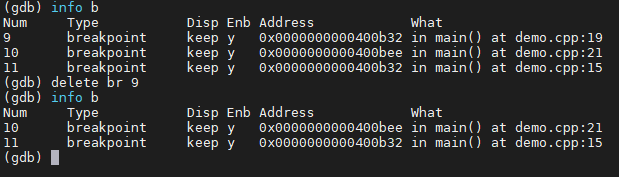 (gdb) info b
Num     Type           Disp Enb Address            What
9       breakpoint     keep y   0x0000000000400b32 in main() at demo.cpp:19
10      breakpoint     keep y   0x0000000000400bee in main() at demo.cpp:21
11      breakpoint     keep y   0x0000000000400b32 in main() at demo.cpp:15
(gdb) delete br 9
(gdb) info b
Num     Type           Disp Enb Address            What
10      breakpoint     keep y   0x0000000000400bee in main() at demo.cpp:21
11      breakpoint     keep y   0x0000000000400b32 in main() at demo.cpp:15
(gdb)